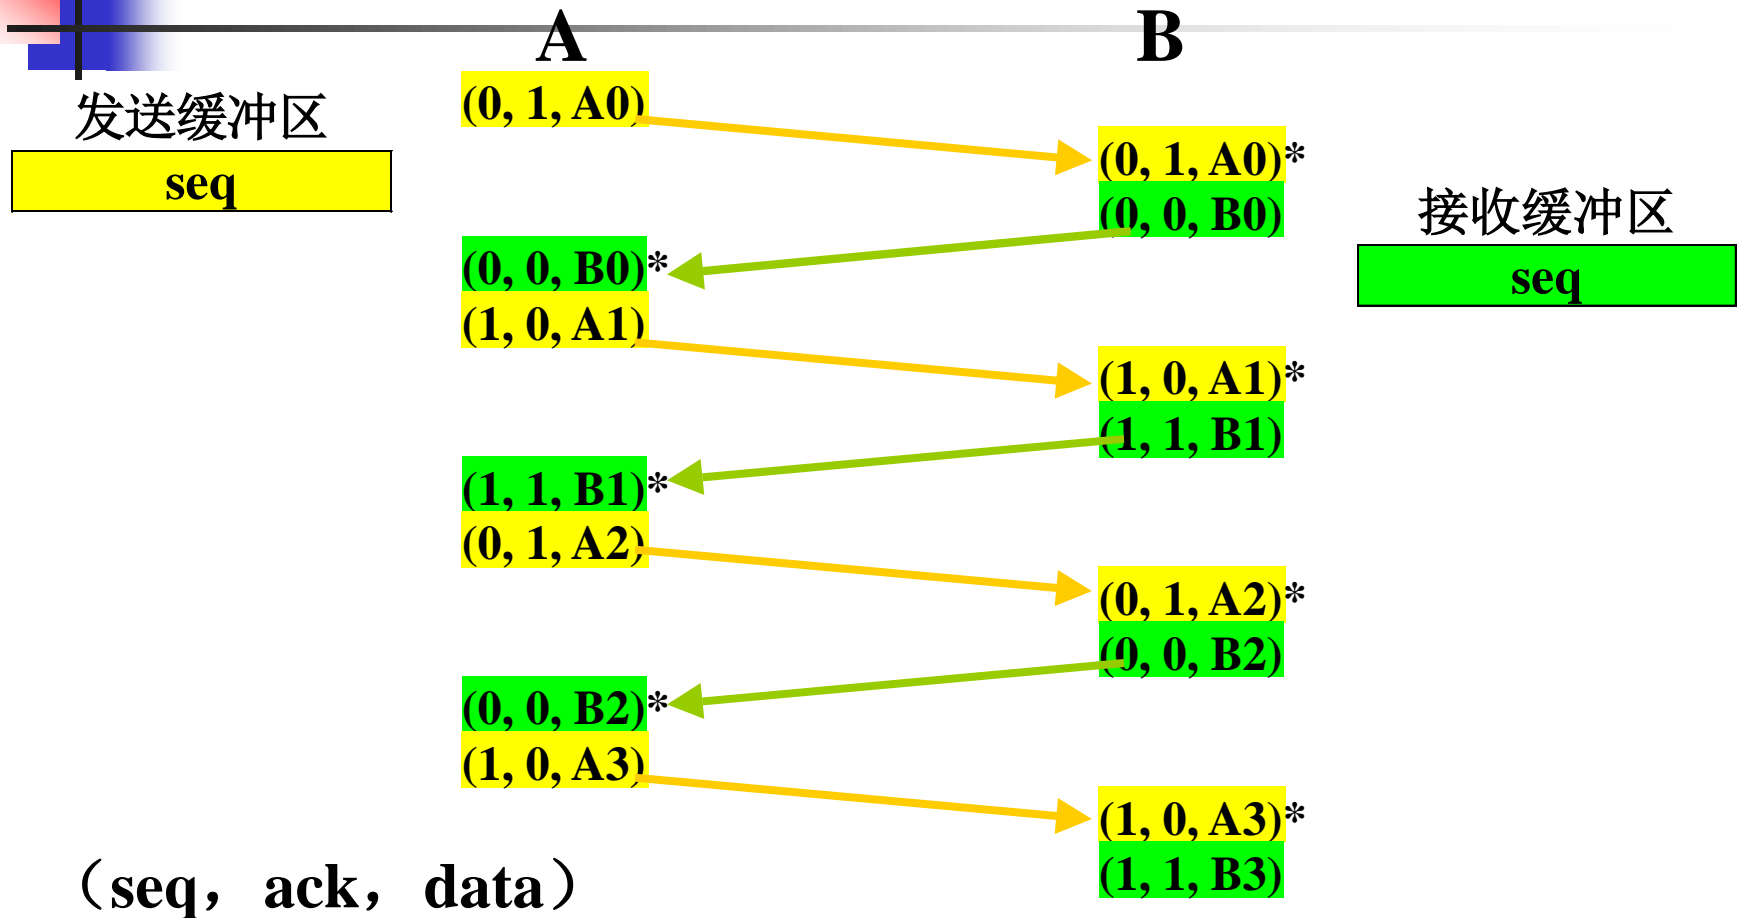 A
B
发送缓冲区
seq
(0, 1, A0)
(0, 1, A0)*
(0, 0, B0)
接收缓冲区
seq
(0, 0, B0)*
(1, 0, A1)
(1, 0, A1)*
(1, 1, B1)
(1, 1, B1)*
(0, 1, A2)
(0, 1, A2)*
(0, 0, B2)
(0, 0, B2)*
(1, 0, A3)
(1, 0, A3)*
(1, 1, B3)
（seq，ack，data）